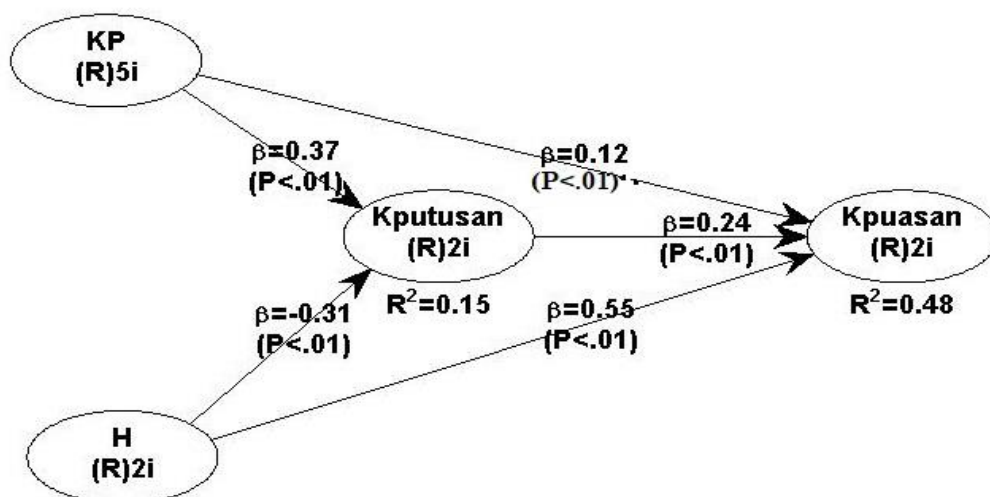 KP
(R)5i
β=0.37
(P<.01)
β=0.12
(P<.01)
Kputusan
(R)2i
R²=0.15
β=0.24
(P<.01)
Kpuasan
(R)2i
R²=0.48
β=-0.31
(P<.01)
β=0.55
(P<.01)
H
(R)2i